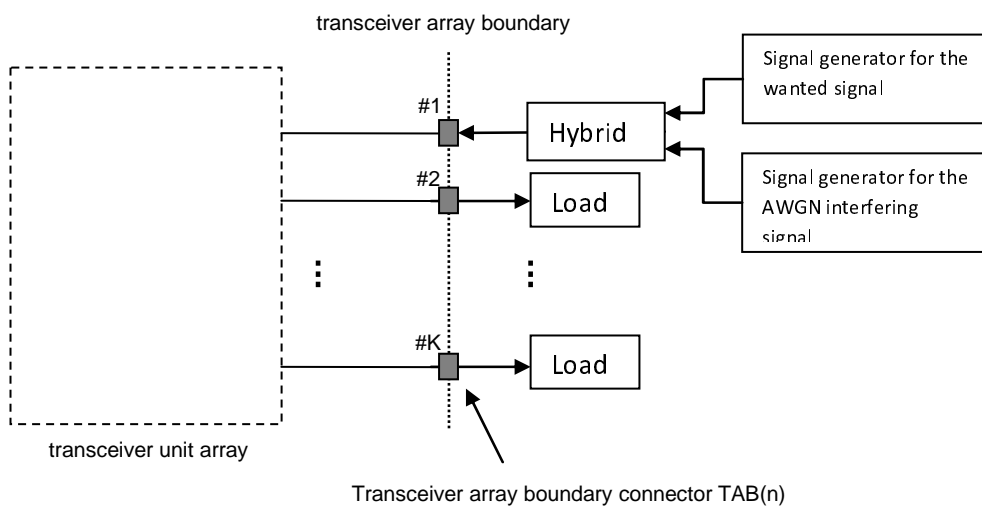 transceiver array boundary
Signal generator for the
wanted signal
#1
Hybrid
#2
Load
Signal generator for the
AWGN interfering
signal
#K
Load
transceiver unit array
Transceiver array boundary connector TAB(n)